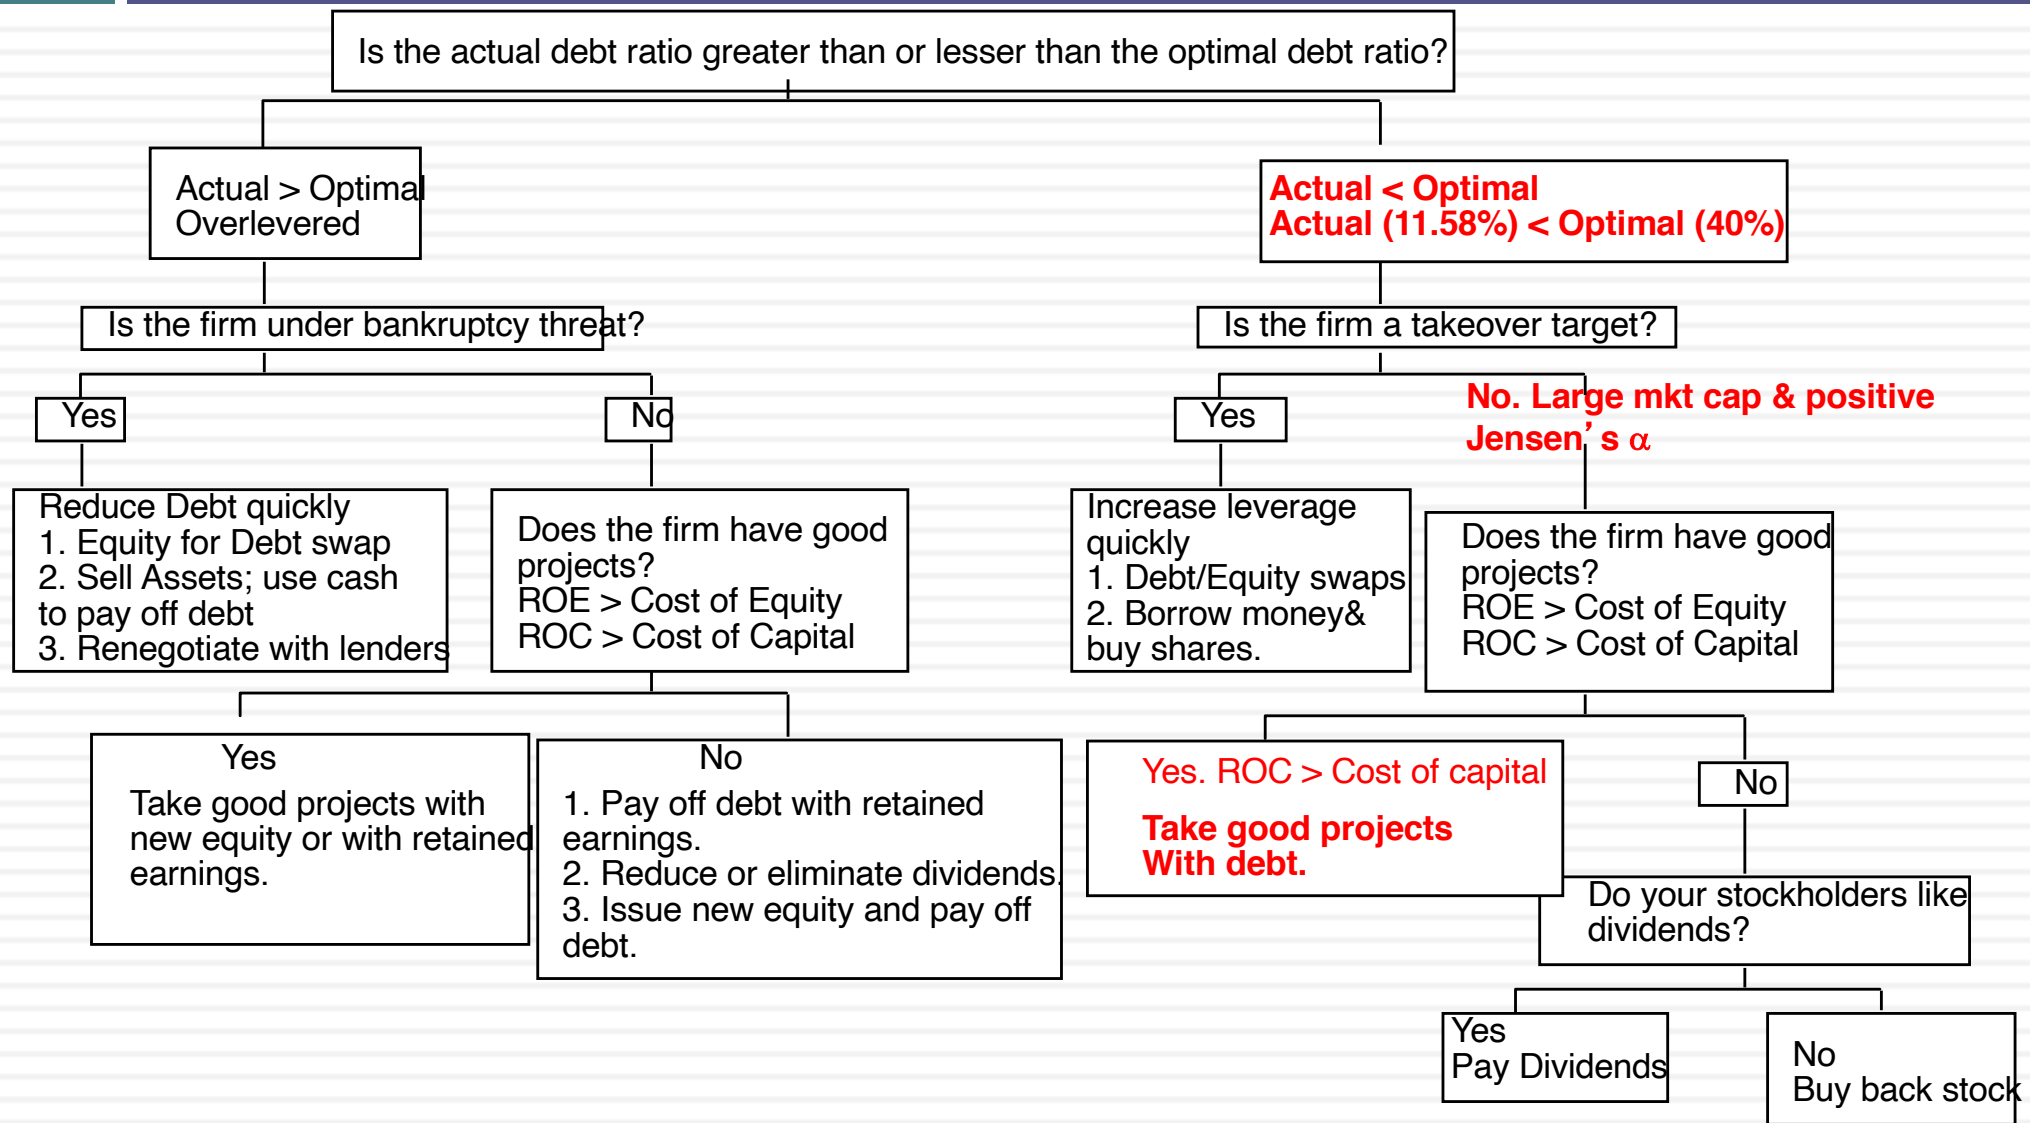 Is the actual debt ratio greater than or lesser than the optimal debt ratio?
Actual > Optimal
Overlevered
Actual < Optimal
Actual (11.58%) < Optimal (40%)
Is the firm under bankruptcy threat?
Is the firm a takeover target?
Yes
No
Yes
No. Large mkt cap & positive
Jensen’ s α
Reduce Debt quickly
1. Equity for Debt swap
2. Sell Assets; use cash
to pay off debt
3. Renegotiate with lenders
Does the firm have good
projects?
ROE > Cost of Equity
ROC > Cost of Capital
Increase leverage
quickly
1. Debt/Equity swaps
2. Borrow money&
buy shares.
Does the firm have good
projects?
ROE > Cost of Equity
ROC > Cost of Capital
Yes
Take good projects with
new equity or with retained
earnings.
No
1. Pay off debt with retained
earnings.
2. Reduce or eliminate dividends.
3. Issue new equity and pay off
debt.
Yes. ROC > Cost of capital
Take good projects
With debt.
No
Do your stockholders like
dividends?
Yes
Pay Dividends
No
Buy back stock